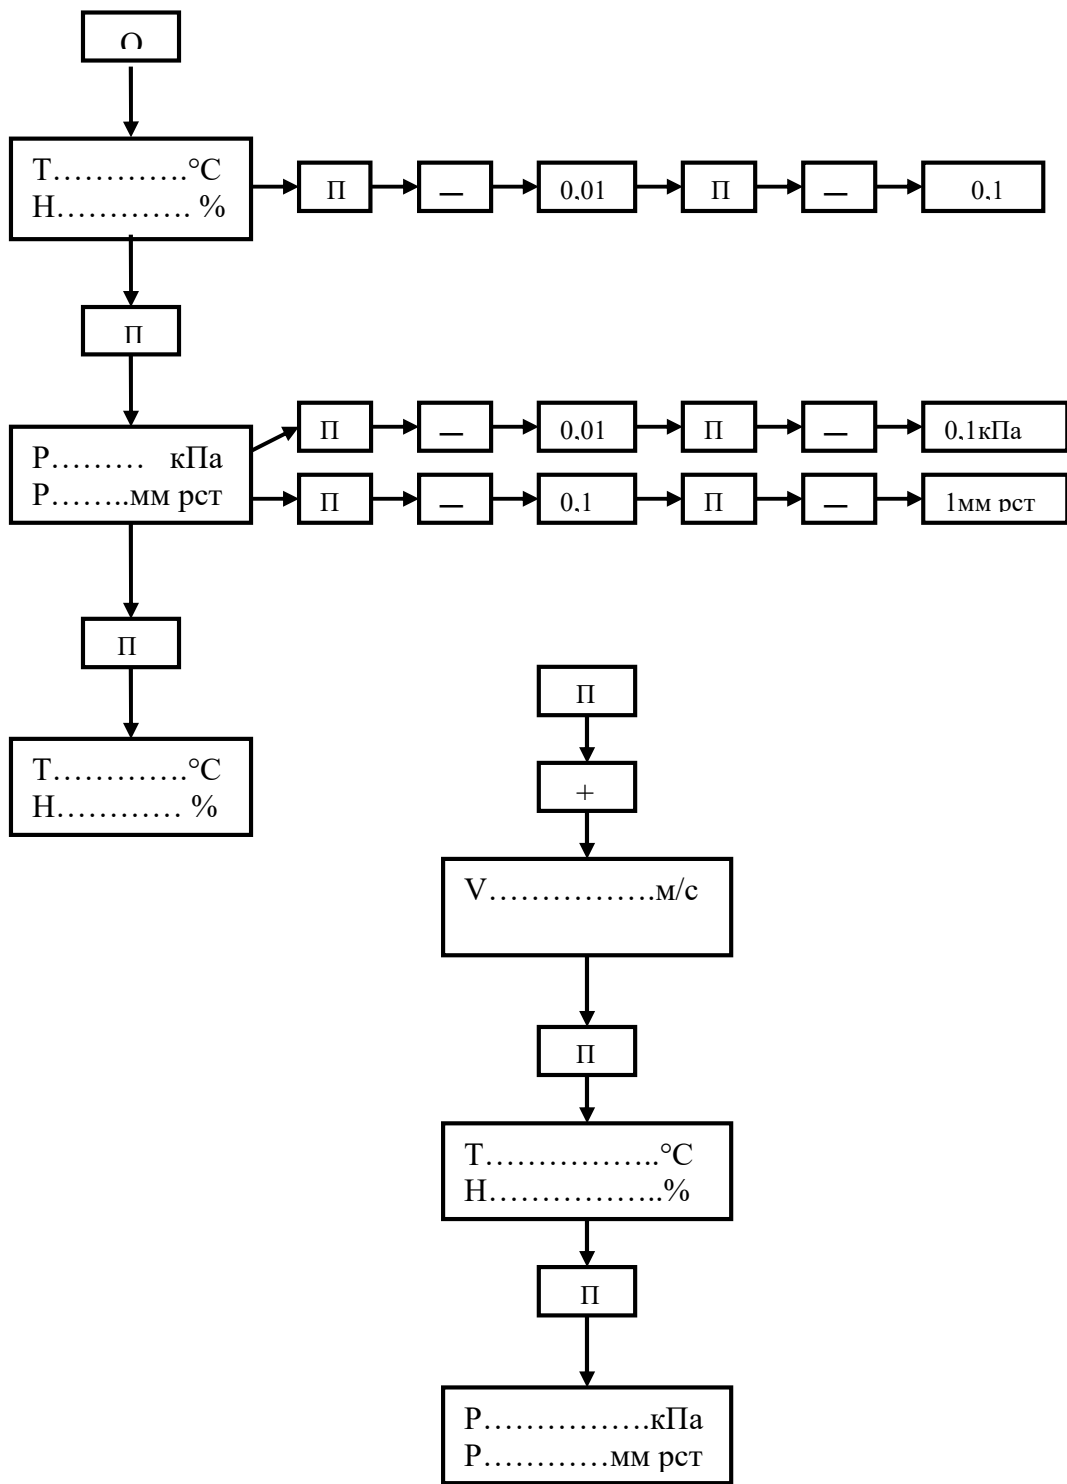 О
T………….°C
H…………. %
П
—
0,01
П
—
0,1
П
P……… кПа
P……..мм рст
П
—
0,01
П
—
0,1кПа
П
—
0,1
П
—
1мм рст
П
T………….°C
H………… %
П
+
V…………….м/с
П
T……………..°C
H……………..%
П
P…………….кПа
P…………мм рст